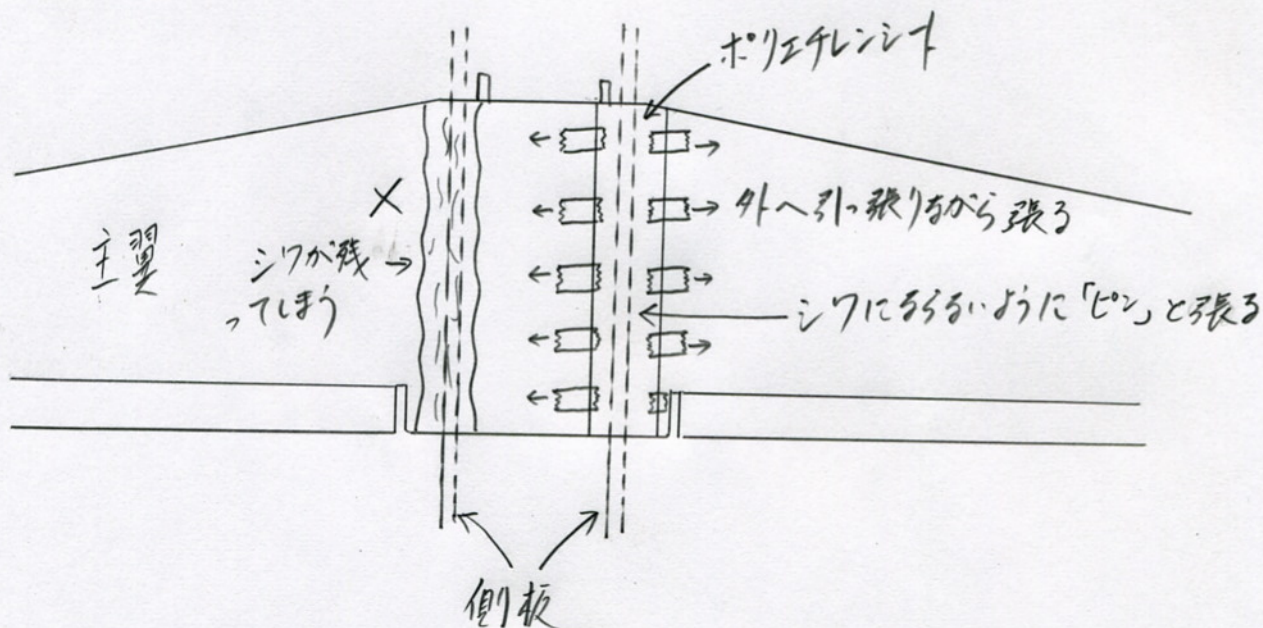 ポリエチレンシート
外へ引っ張りながら張る
主翼
シワが残
ってしまう
シワにならないように「ピン」と張る
側板